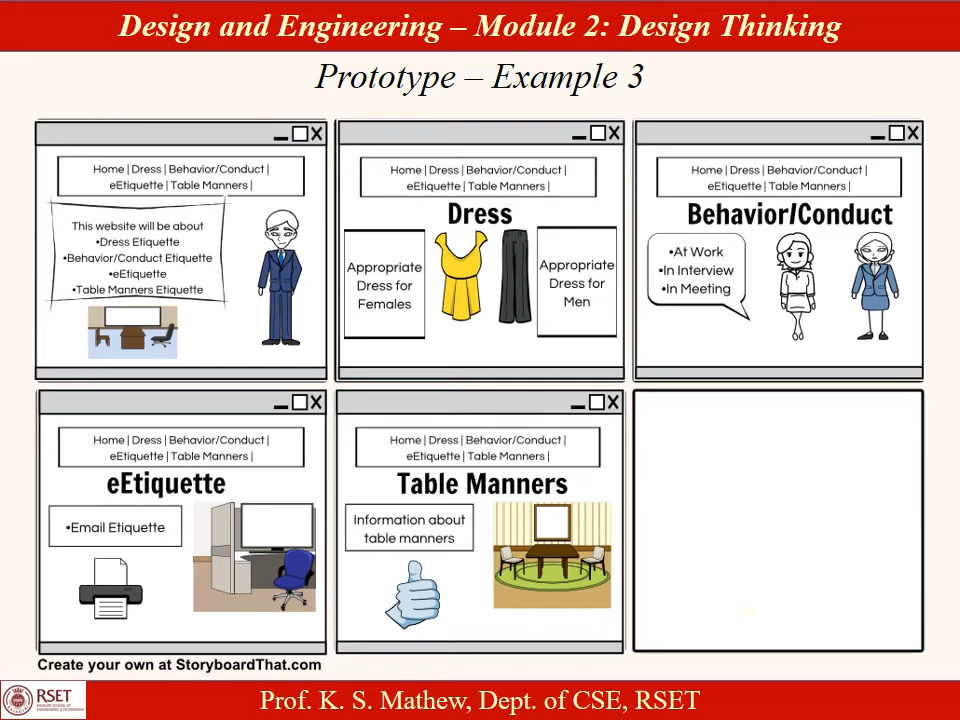 Design and Engineering – Module 2: Design Thinking
Prototype – Example 3
Home | Dress | Behavior/Conduct |
eEtiquette | Table Manners |
This website will be about
•Dress Etiquette
•Behavior/Conduct Etiquette
•eEtiquette
•Table Manners Etiquette
Home | Dress | Behavior/Conduct |
eEtiquette | Table Manners |
Dress
Appropriate
Dress for
Females
Appropriate
Dress for
Men
Home | Dress | Behavior/Conduct |
eEtiquette | Table Manners |
Behavior/Conduct
•At Work
•In Interview
•In Meeting
Home | Dress | Behavior/Conduct |
eEtiquette | Table Manners |
eEtiquette
•Email Etiquette
Home | Dress | Behavior/Conduct |
eEtiquette | Table Manners |
Table Manners
Information about
table manners
Create your own at StoryboardThat.com
RSET
RAJAGIRI SCHOOL OF
ENGINEERING & TECHNOLOGY
Prof. K. S. Mathew, Dept. of CSE, RSET